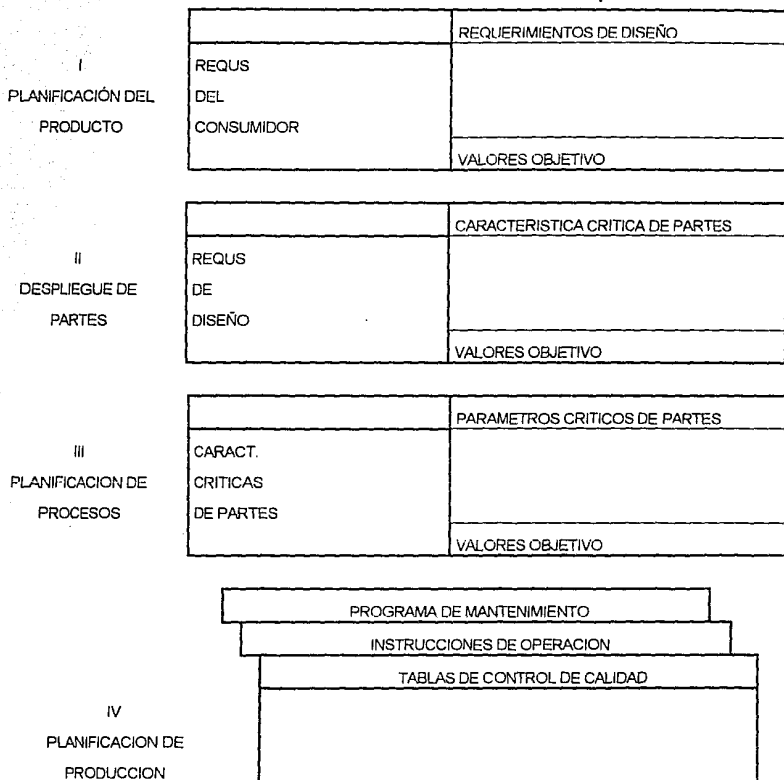 REQUERIMIENTOS DE DISEÑO
I
PLANIFICACIÓN DEL
PRODUCTO
REQUS
DEL
CONSUMIDOR
VALORES OBJETIVO
CARACTERISTICA CRITICA DE PARTES
II
DESPLIEGUE DE
PARTES
REQUS
DE
DISEÑO
VALORES OBJETIVO
PARAMETROS CRITICOS DE PARTES
III
PLANIFICACION DE
PROCESOS
CARACT.
CRITICAS
DE PARTES
VALORES OBJETIVO
PROGRAMA DE MANTENIMIENTO
INSTRUCCIONES DE OPERACION
TABLAS DE CONTROL DE CALIDAD
IV
PLANIFICACION DE
PRODUCCION